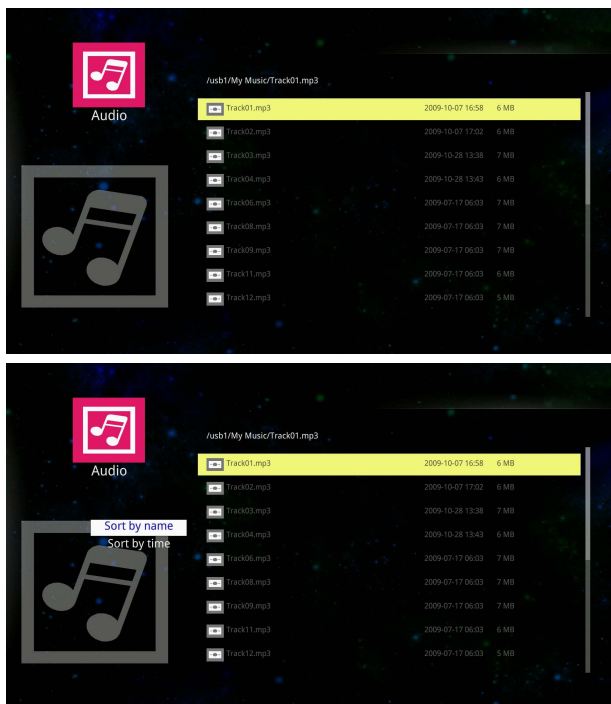 /usb1/My Music/Track01.mp3
Audio
Track01.mp3 2009-10-07 16:58 6 MB
Track02.mp3 2009-10-07 17:02 6 MB
Track03.mp3 2009-10-28 13:38 7 MB
Track04.mp3 2009-10-28 13:43 6 MB
Track06.mp3 2009-07-17 06:03 7 MB
Track08.mp3 2009-07-17 06:03 7 MB
Track09.mp3 2009-07-17 06:03 7 MB
Track11.mp3 2009-07-17 06:03 6 MB
Track12.mp3 2009-07-17 06:03 5 MB
/usb1/My Music/Track01.mp3
Audio
Track01.mp3 2009-10-07 16:58 6 MB
Track02.mp3 2009-10-07 17:02 6 MB
Track03.mp3 2009-10-28 13:38 7 MB
Sort by name
Track04.mp3 2009-10-28 13:43 6 MB
Sort by time
Track06.mp3 2009-07-17 06:03 7 MB
Track08.mp3 2009-07-17 06:03 7 MB
Track09.mp3 2009-07-17 06:03 7 MB
Track11.mp3 2009-07-17 06:03 6 MB
Track12.mp3 2009-07-17 06:03 5 MB